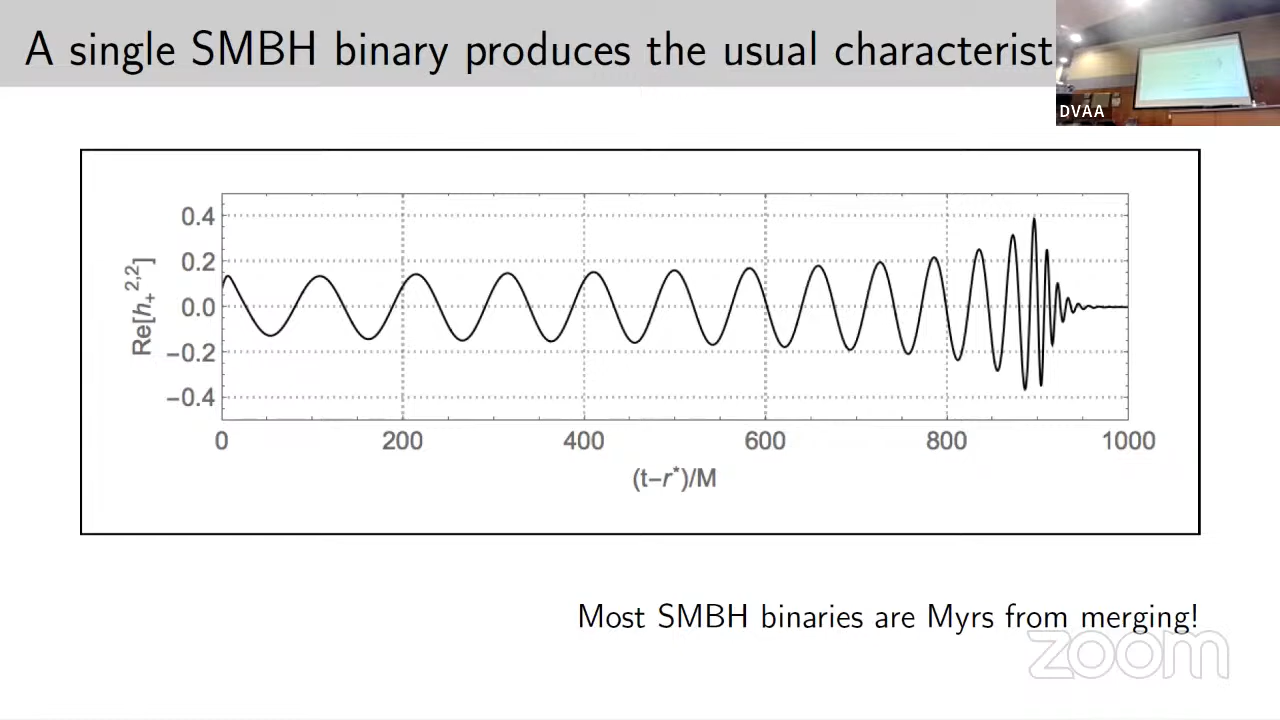 A single SMBH binary produces the usual characterist
DVAA
0.4
0.2
0.0
−0.2
−0.4
Re[h₊²,²]
0 200 400 600 800 1000
(t−r*)/M
Most SMBH binaries are Myrs from merging!
zoom